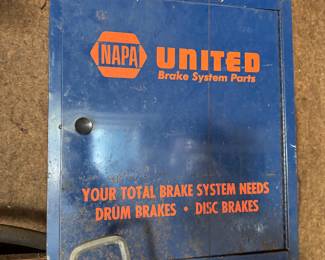 NAPA UNITED
Brake System Parts
YOUR TOTAL BRAKE SYSTEM NEEDS
DRUM BRAKES • DISC BRAKES